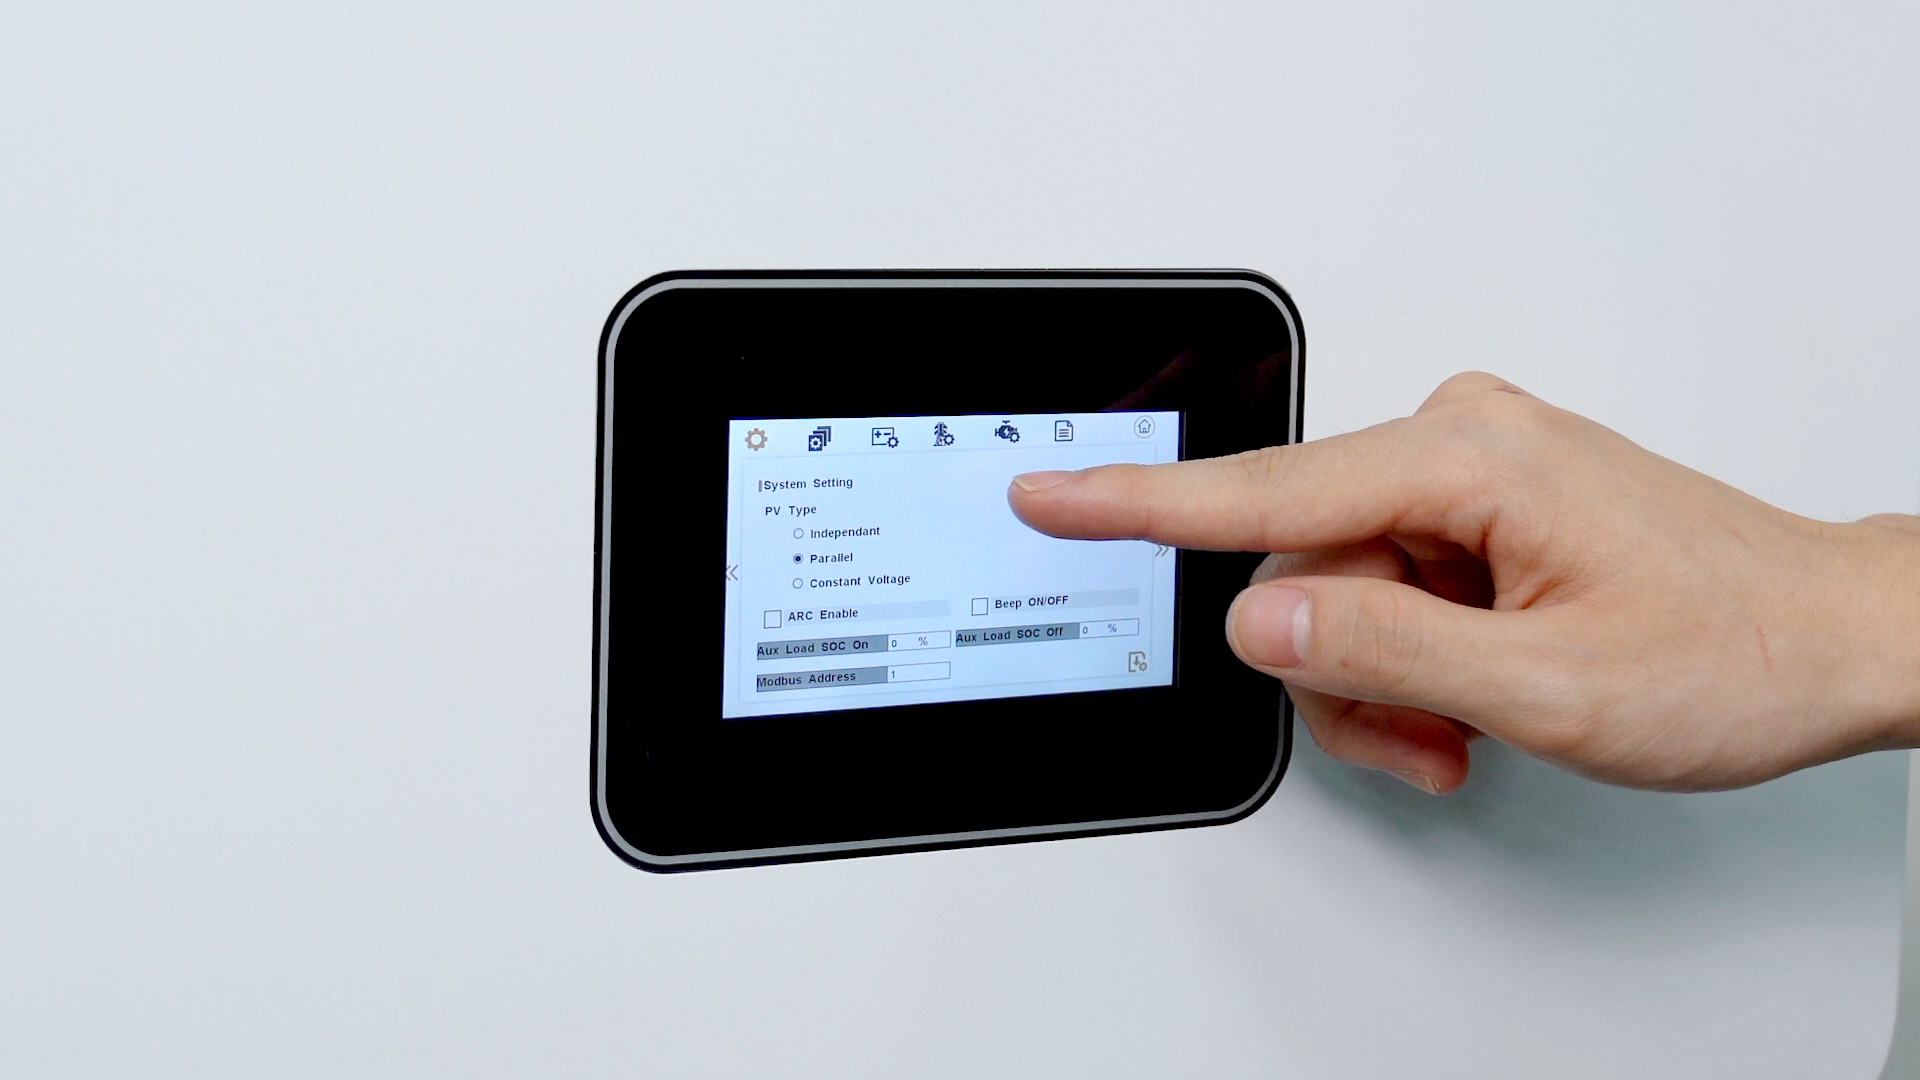 System Setting
PV Type
Independant
Parallel
Constant Voltage
ARC Enable
Beep ON/OFF
Aux Load SOC On 0 %
Aux Load SOC Off 0 %
Modbus Address 1